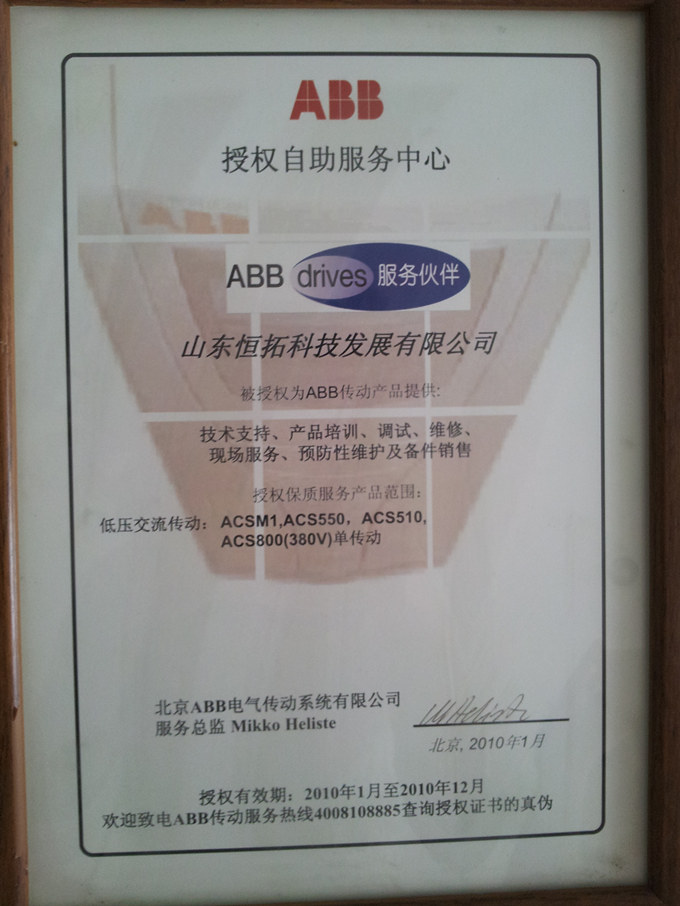 ABB
授权自助服务中心
ABB drives 服务伙伴
山东恒拓科技发展有限公司
被授权为ABB传动产品提供:
技术支持、产品培训、调试、维修、
现场服务、预防性维护及备件销售
授权保质服务产品范围:
低压交流传动: ACSM1,ACS550, ACS510,
ACS800(380V)单传动
北京ABB电气传动系统有限公司
服务总监 Mikko Heliste
M Heliste
北京, 2010年1月
授权有效期: 2010年1月至2010年12月
欢迎致电ABB传动服务热线4008108885查询授权证书的真伪